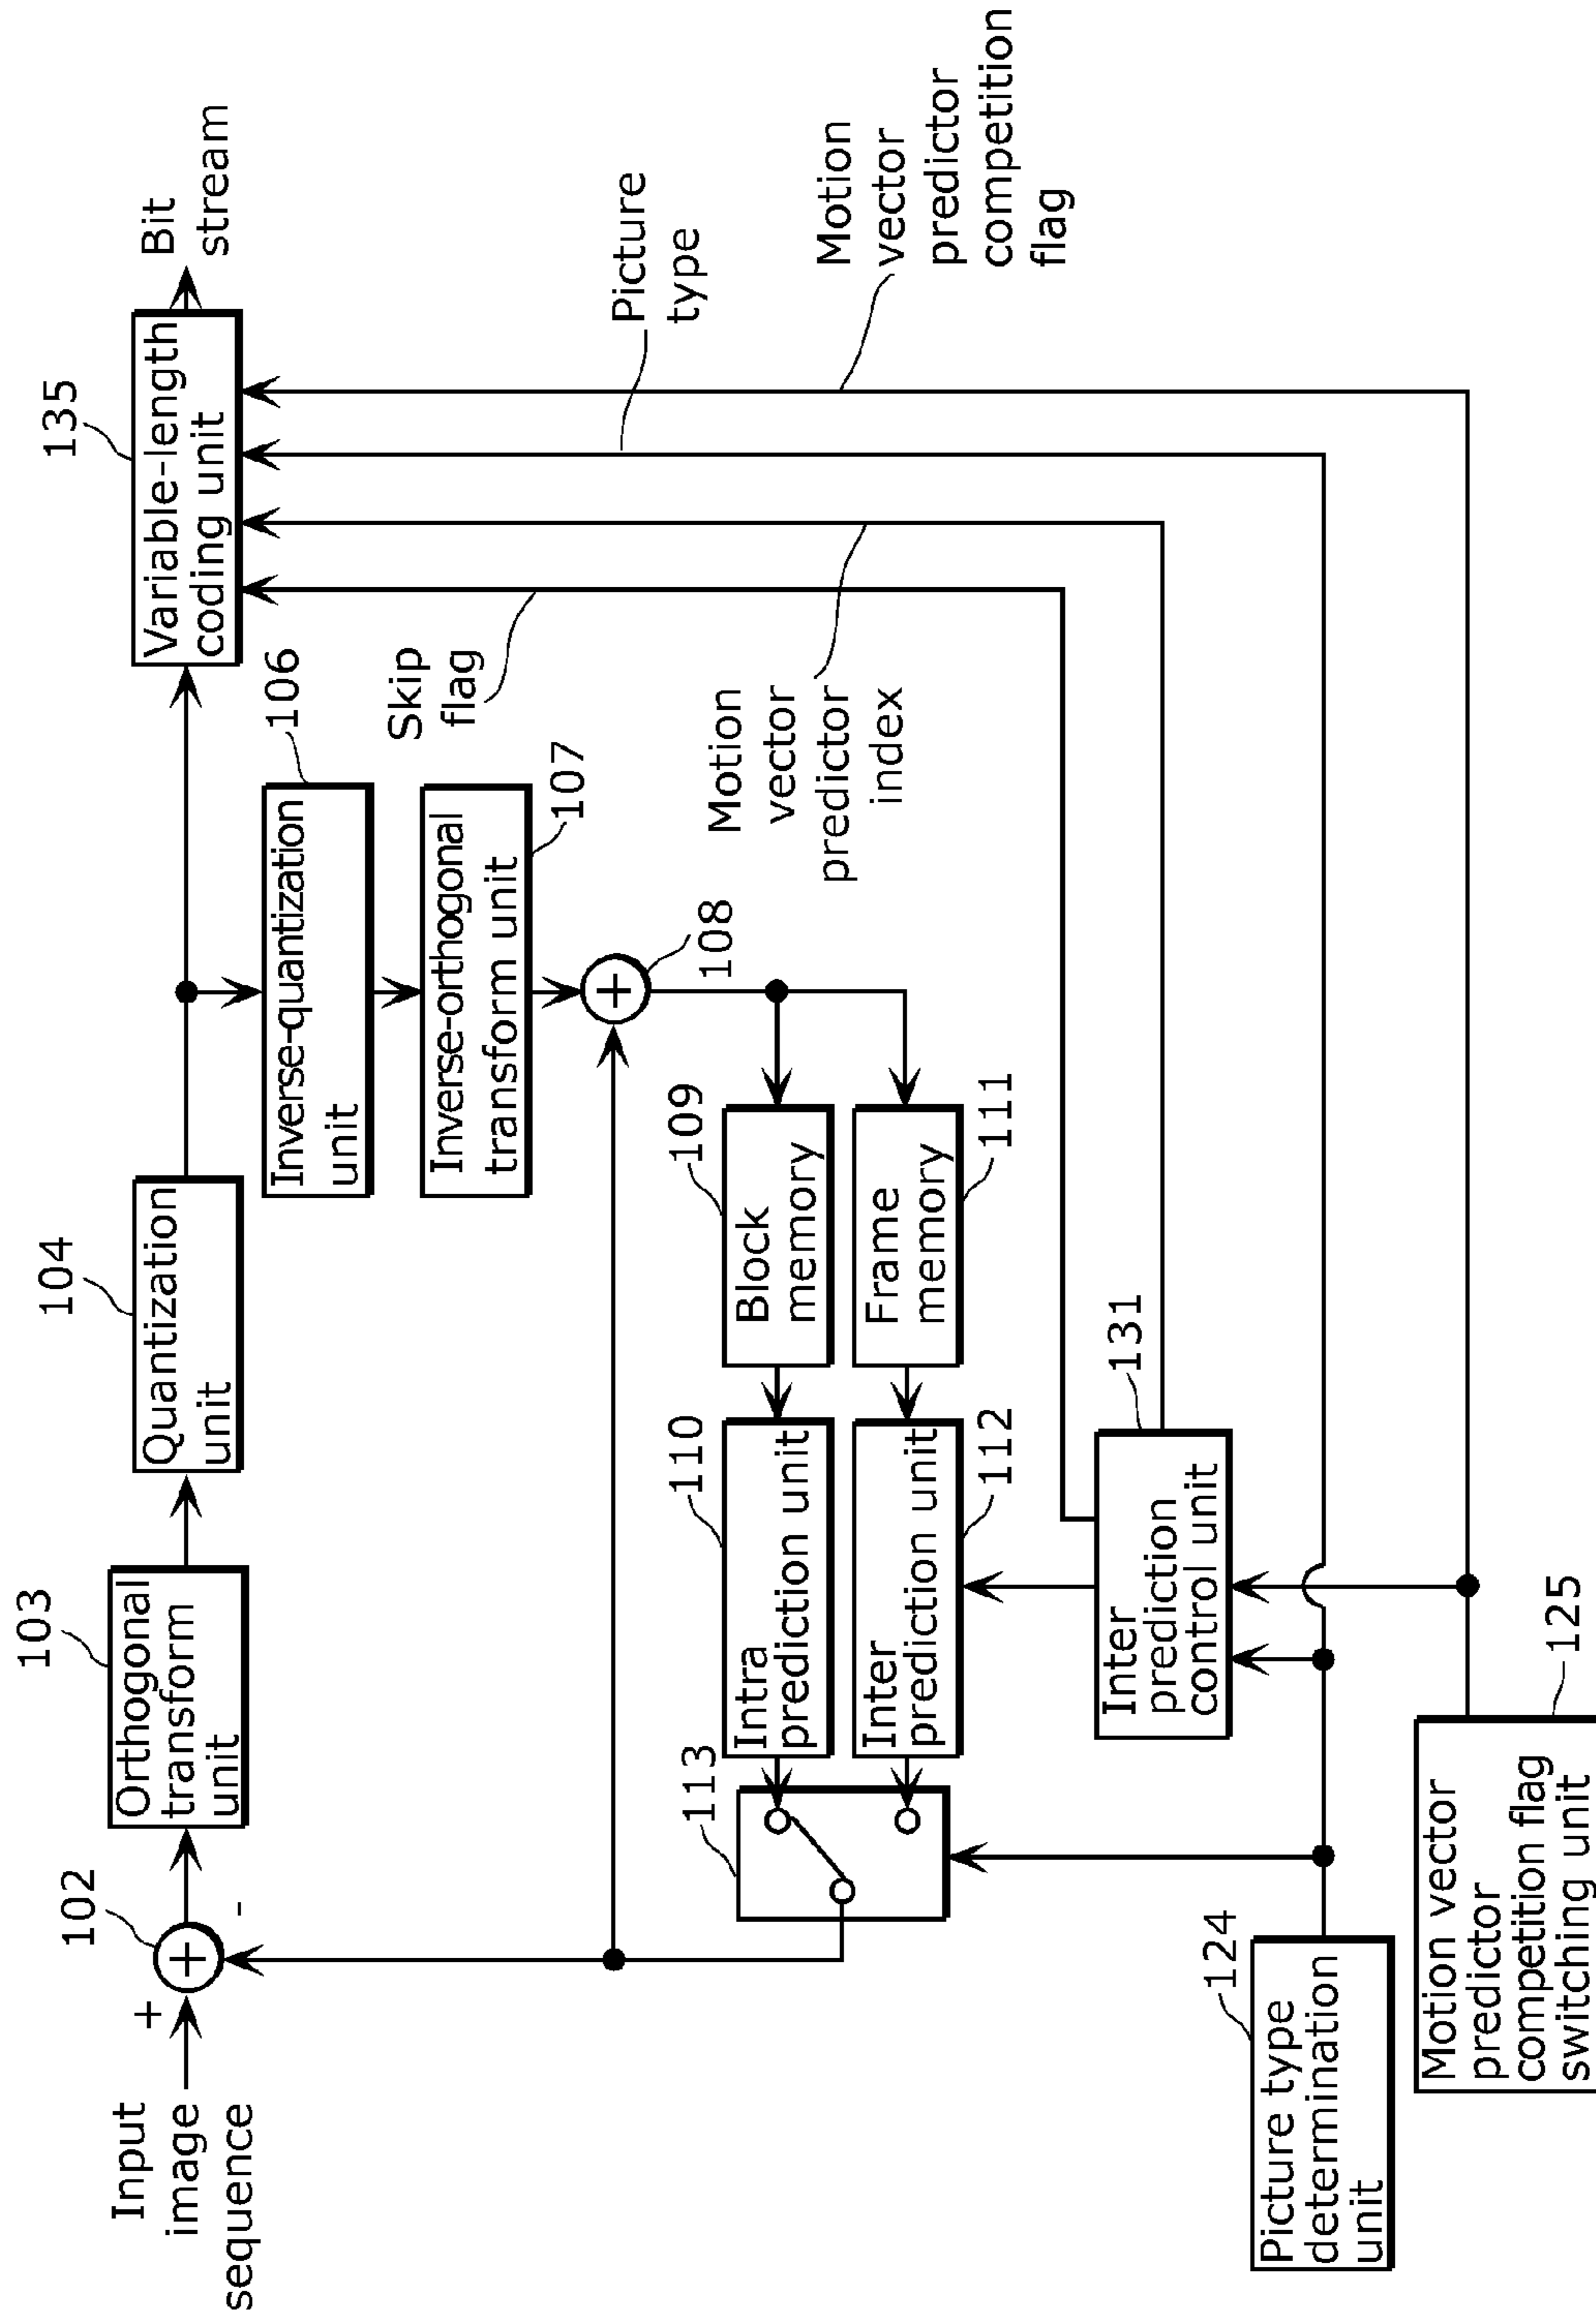 Input
image
sequence
+
-
+
102
103
Orthogonal
transform
unit
104
Quantization
unit
135
Variable-length
coding unit
Bit
stream
106
Inverse-quantization
unit
Skip
flag
Inverse-orthogonal
transform unit
107
+
108
Picture
type
Motion
vector
predictor
index
Motion
vector
predictor
competition
flag
113
110
Intra
prediction unit
109
Block
memory
Inter
prediction unit
112
Frame
memory
111
131
Inter
prediction
control unit
124
Picture type
determination
unit
Motion vector
predictor
competition flag
switching unit
125